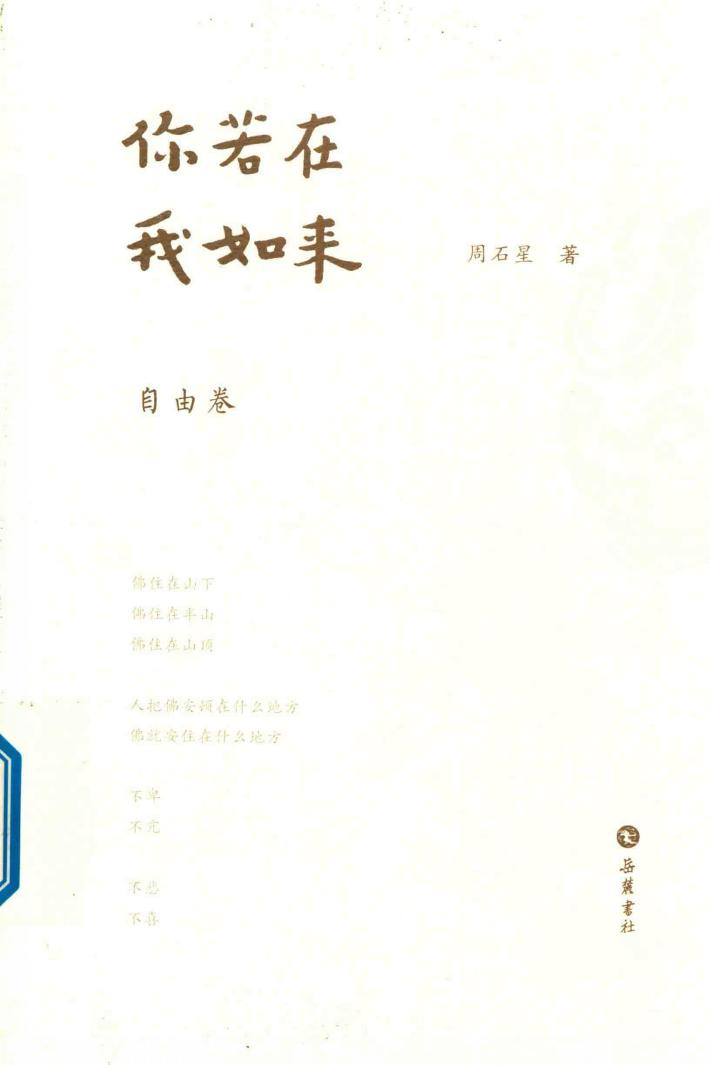 你若在
我如来
周石星 著
自由卷
佛住在山下
佛住在半山
佛住在山顶
人把佛安顿在什么地方
佛就安住在什么地方
不卑
不亢
不悲
不喜
岳麓书社